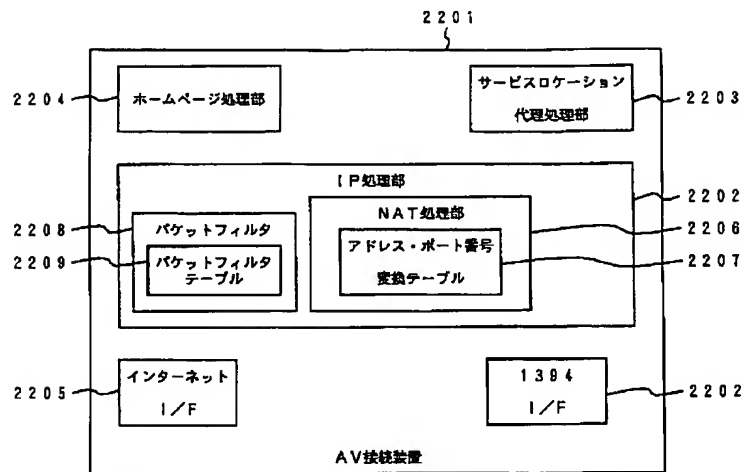 2201
2204
ホームページ処理部
サービスロケーション
代理処理部
2203
IP処理部
2202
NAT処理部
2208
パケットフィルタ
2206
2209
パケットフィルタ
テーブル
アドレス・ポート番号
変換テーブル
2207
2205
インターネット
I/F
1394
I/F
2202
AV接続装置